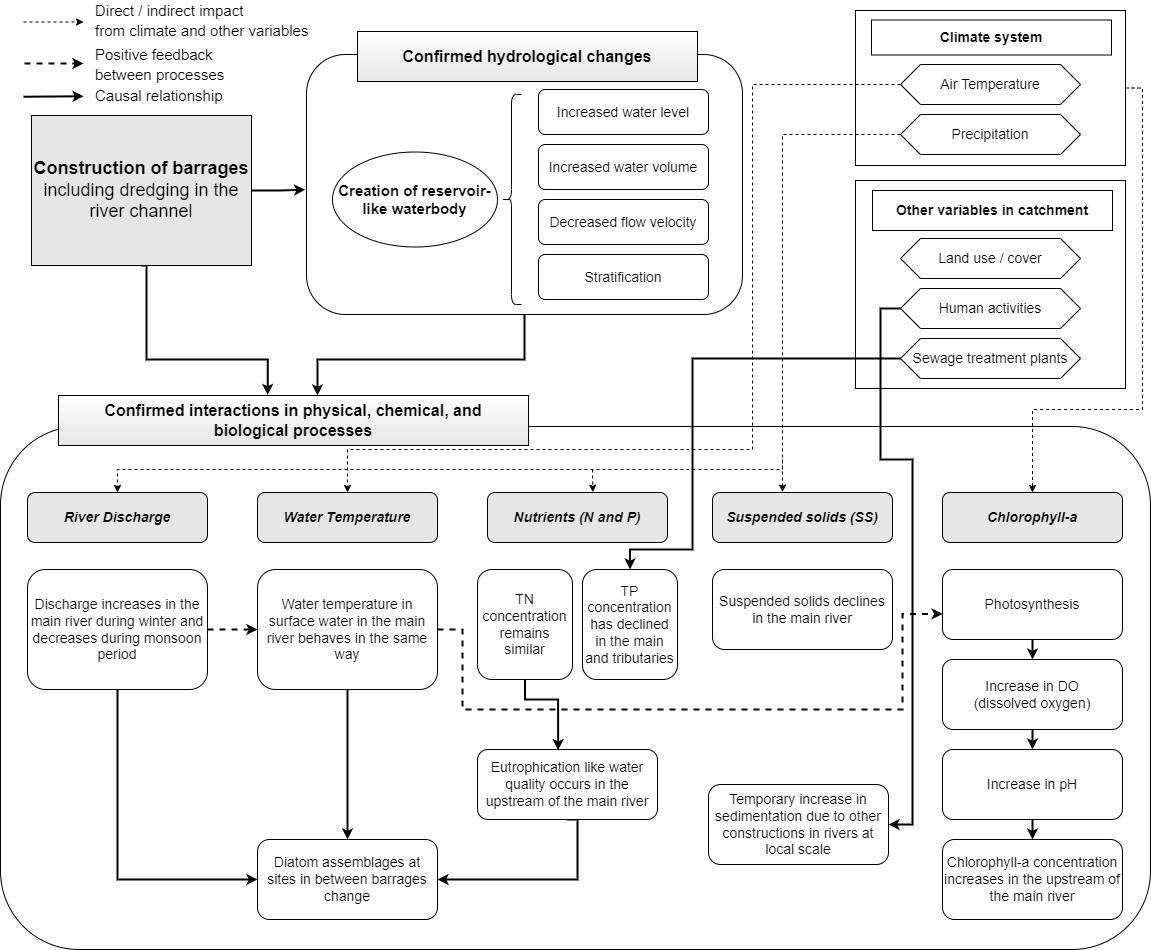 Direct / indirect impact
from climate and other variables
Positive feedback
between processes
Causal relationship
Construction of barrages
including dredging in the
river channel
Confirmed hydrological changes
Creation of reservoir-
like waterbody
Increased water level
Increased water volume
Decreased flow velocity
Stratification
Climate system
Air Temperature
Precipitation
Other variables in catchment
Land use / cover
Human activities
Sewage treatment plants
Confirmed interactions in physical, chemical, and
biological processes
River Discharge
Water Temperature
Nutrients (N and P)
Suspended solids (SS)
Chlorophyll-a
Discharge increases in the
main river during winter and
decreases during monsoon
period
Water temperature in
surface water in the main
river behaves in the same
way
TN
concentration
remains
similar
TP
concentration
has declined
in the main
and tributaries
Suspended solids declines
in the main river
Photosynthesis
Increase in DO
(dissolved oxygen)
Eutrophication like water
quality occurs in the
upstream of the main river
Increase in pH
Temporary increase in
sedimentation due to other
constructions in rivers at
local scale
Diatom assemblages at
sites in between barrages
change
Chlorophyll-a concentration
increases in the upstream of
the main river